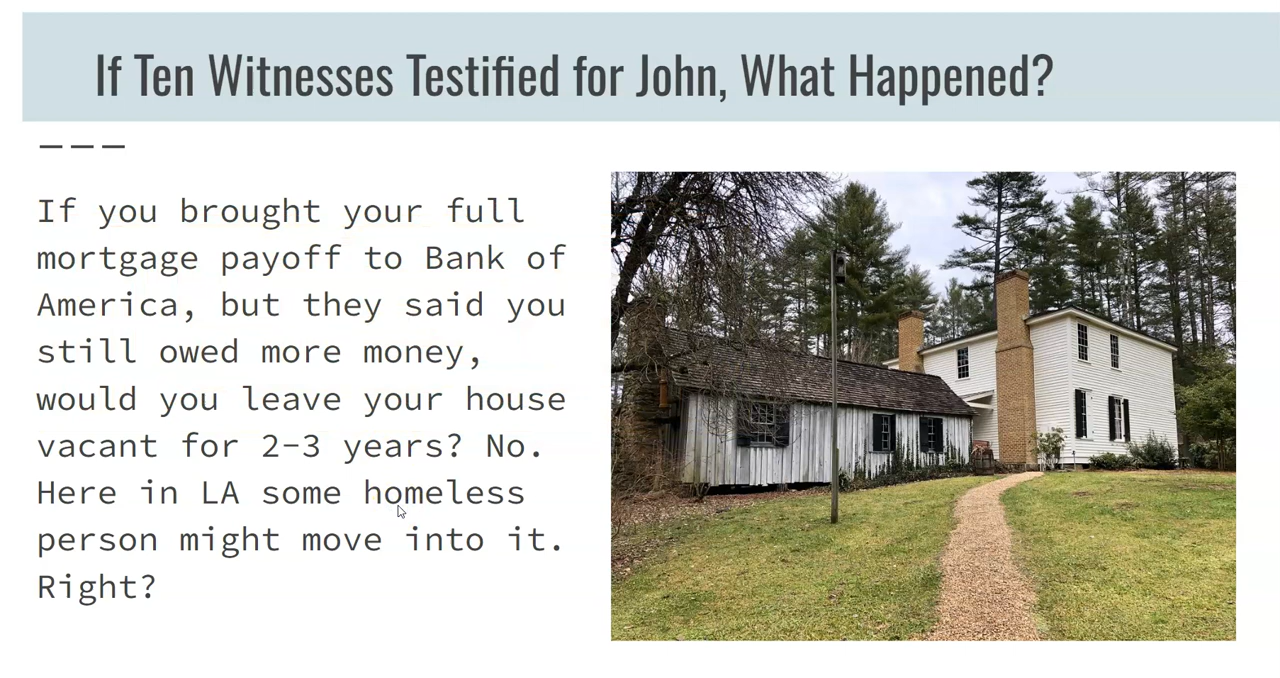 If Ten Witnesses Testified for John, What Happened?
If you brought your full
mortgage payoff to Bank of
America, but they said you
still owed more money,
would you leave your house
vacant for 2-3 years? No.
Here in LA some homeless
person might move into it.
Right?